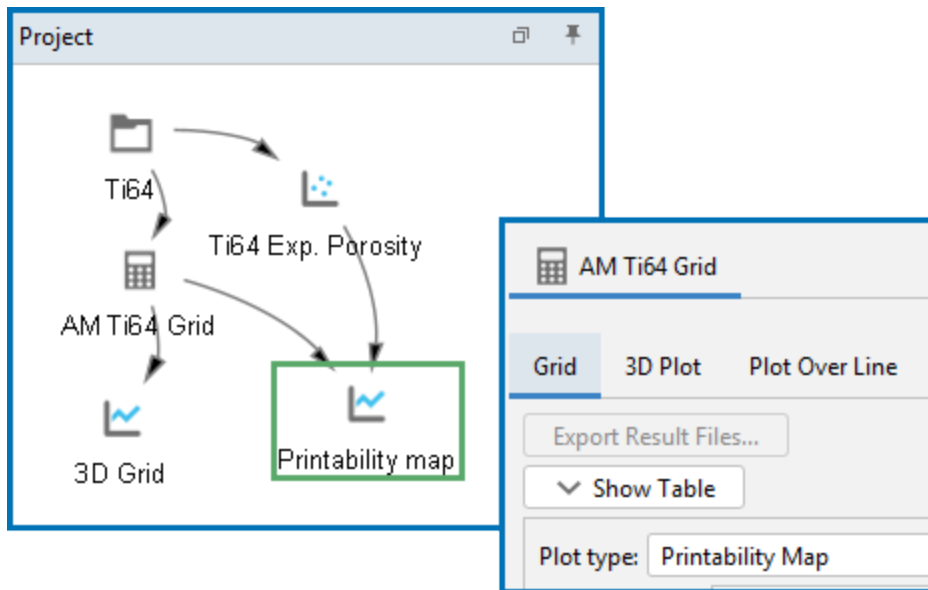 Project
Ti64
Ti64 Exp. Porosity
AM Ti64 Grid
3D Grid
Printability map
AM Ti64 Grid
Grid 3D Plot Plot Over Line
Export Result Files...
Show Table
Plot type: Printability Map